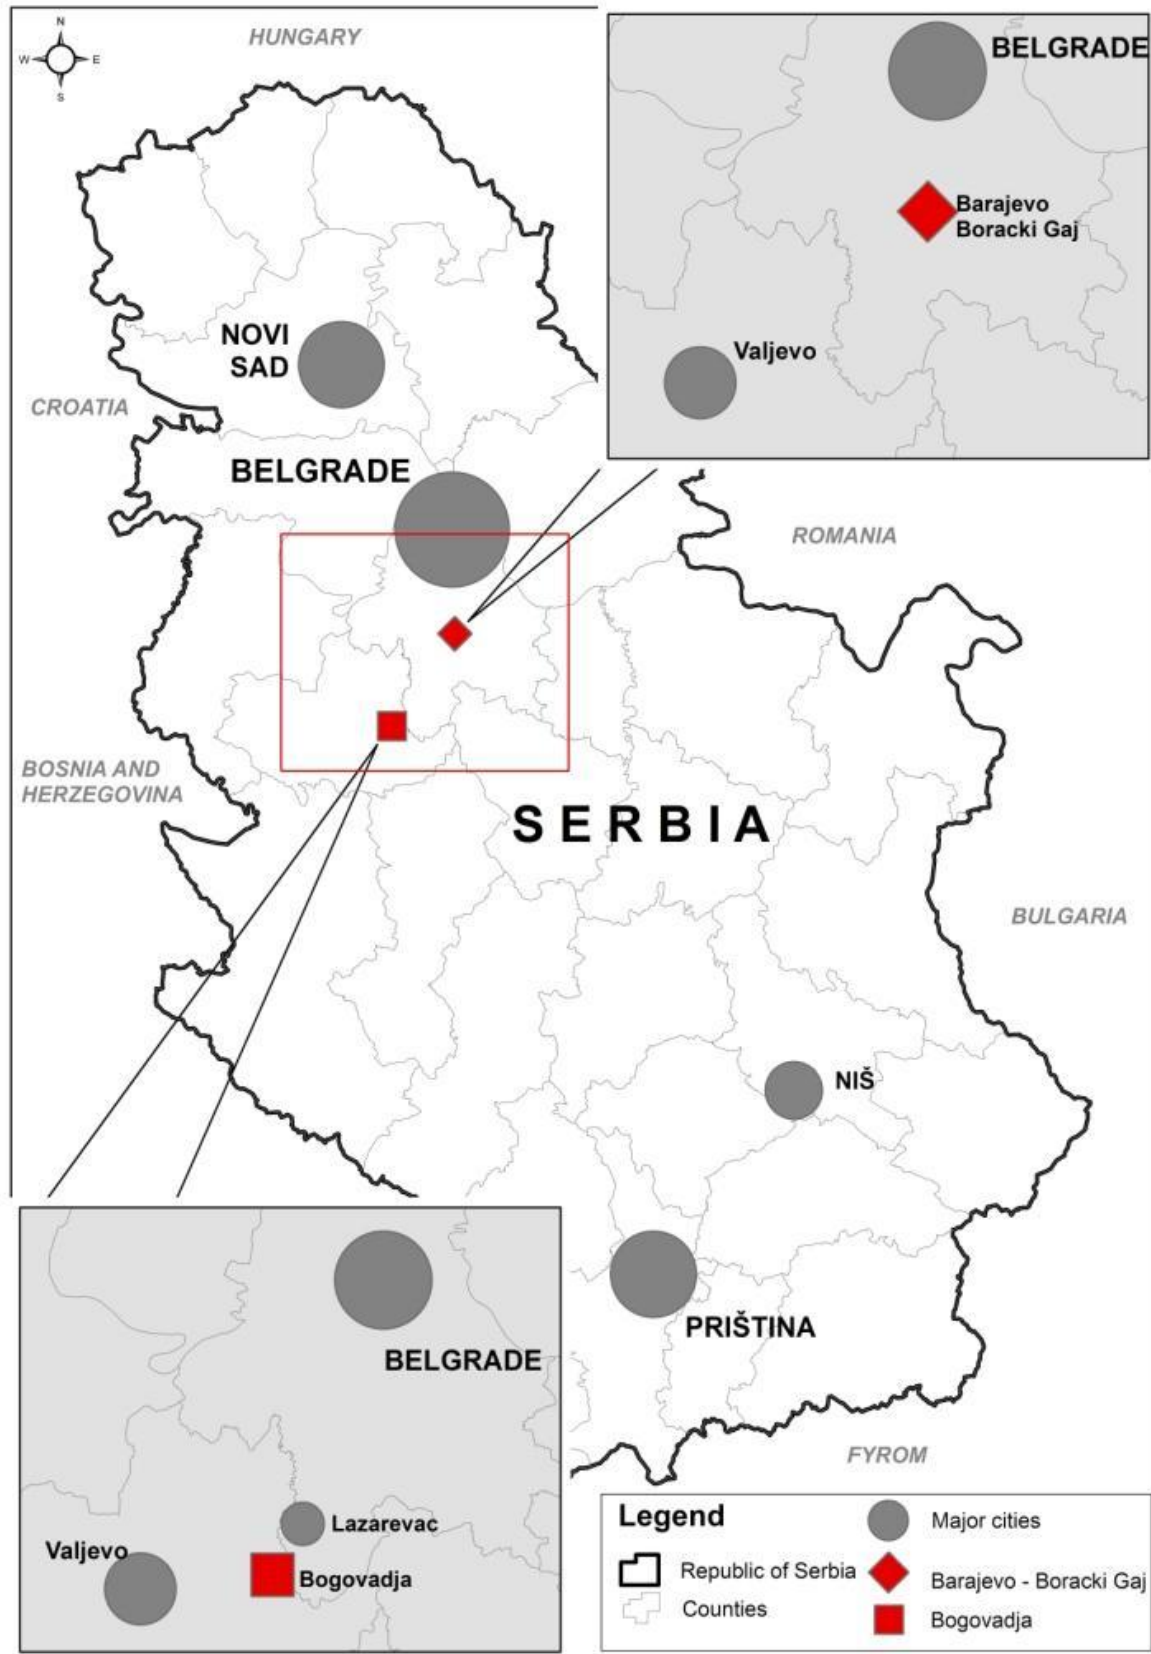 N
W E
S
HUNGARY
BELGRADE
Barajevo
Boracki Gaj
Valjevo
NOVI
SAD
CROATIA
BELGRADE
ROMANIA
BOSNIA AND
HERZEGOVINA
SERBIA
BULGARIA
NIŠ
PRIŠTINA
FYROM
BELGRADE
Lazarevac
Valjevo
Bogovadja
Legend
Republic of Serbia
Counties
Major cities
Barajevo - Boracki Gaj
Bogovadja